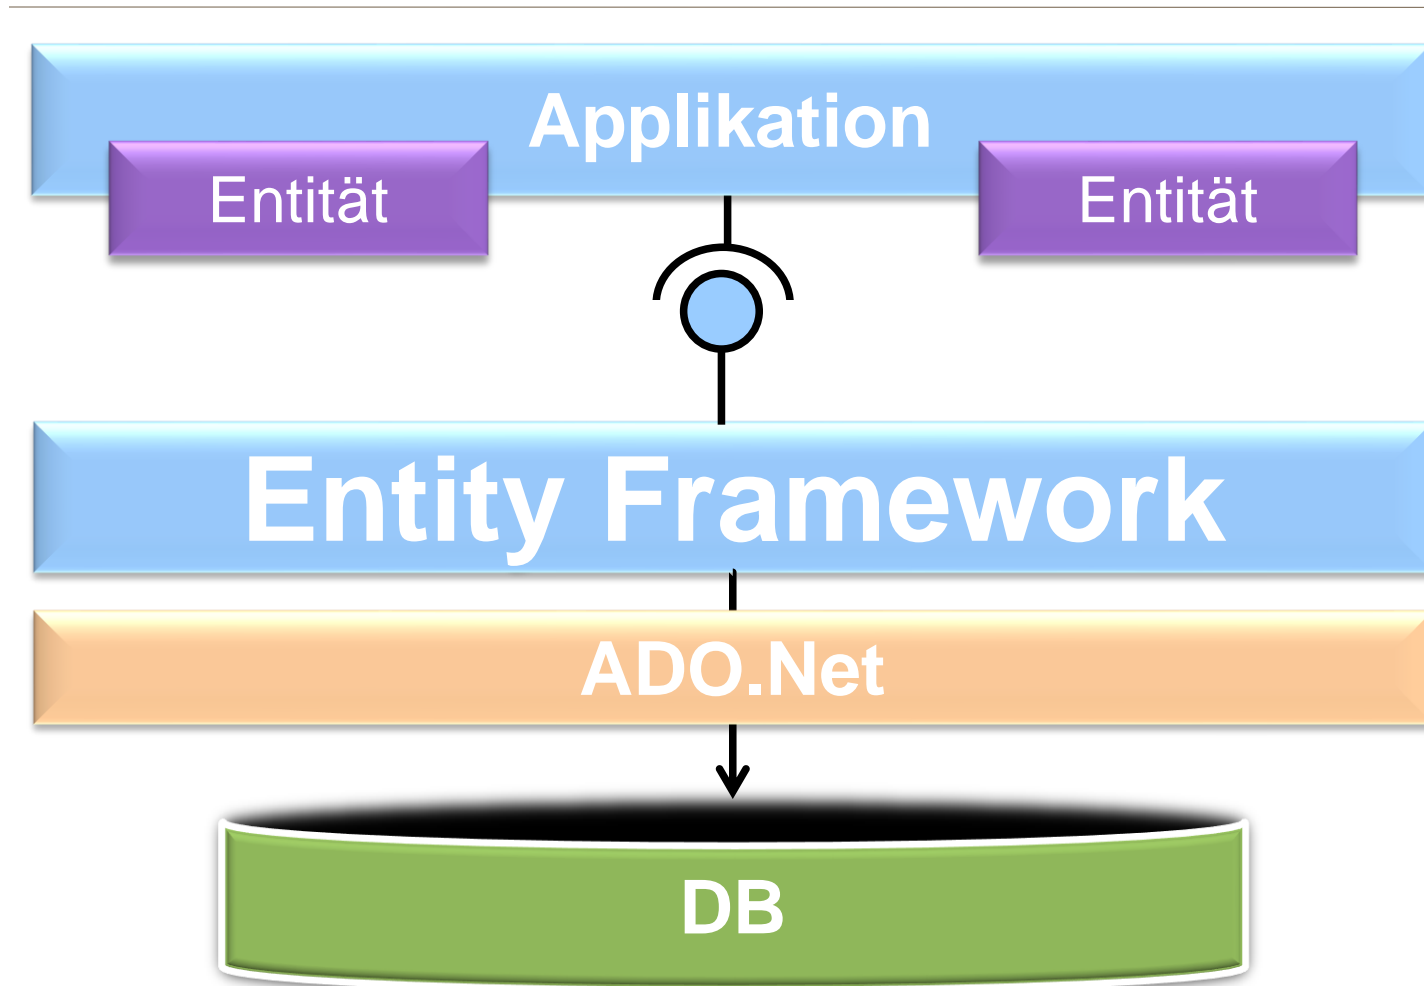 Applikation
Entität
Entität
Entity Framework
ADO.Net
DB